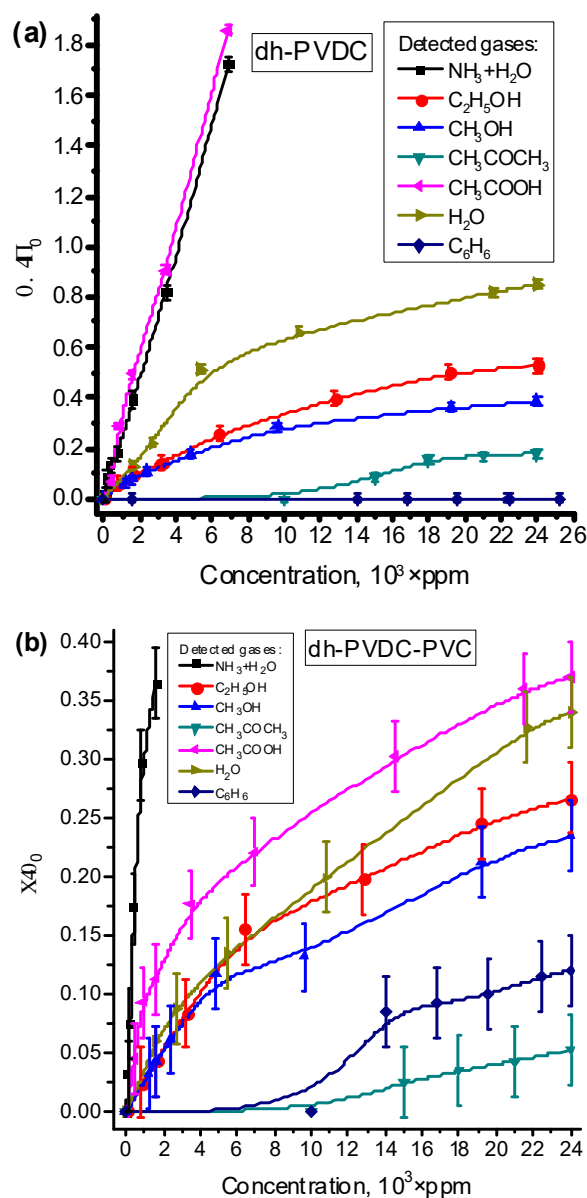 (a)
dh-PVDC
Detected gases:
NH₃+H₂O
C₂H₅OH
CH₃OH
CH₃COCH₃
CH₃COOH
H₂O
C₆H₆
1.8
1.6
1.4
1.2
1.0
0.8
0.6
0.4
0.2
0.0
0 2 4 6 8 10 12 14 16 18 20 22 24 26
Concentration, 10³×ppm
(b)
dh-PVDC-PVC
Detected gases:
NH₃+H₂O
C₂H₅OH
CH₃OH
CH₃COCH₃
CH₃COOH
H₂O
C₆H₆
0.40
0.35
0.30
0.25
0.20
0.15
0.10
0.05
0.00
0 2 4 6 8 10 12 14 16 18 20 22 24
Concentration, 10³×ppm